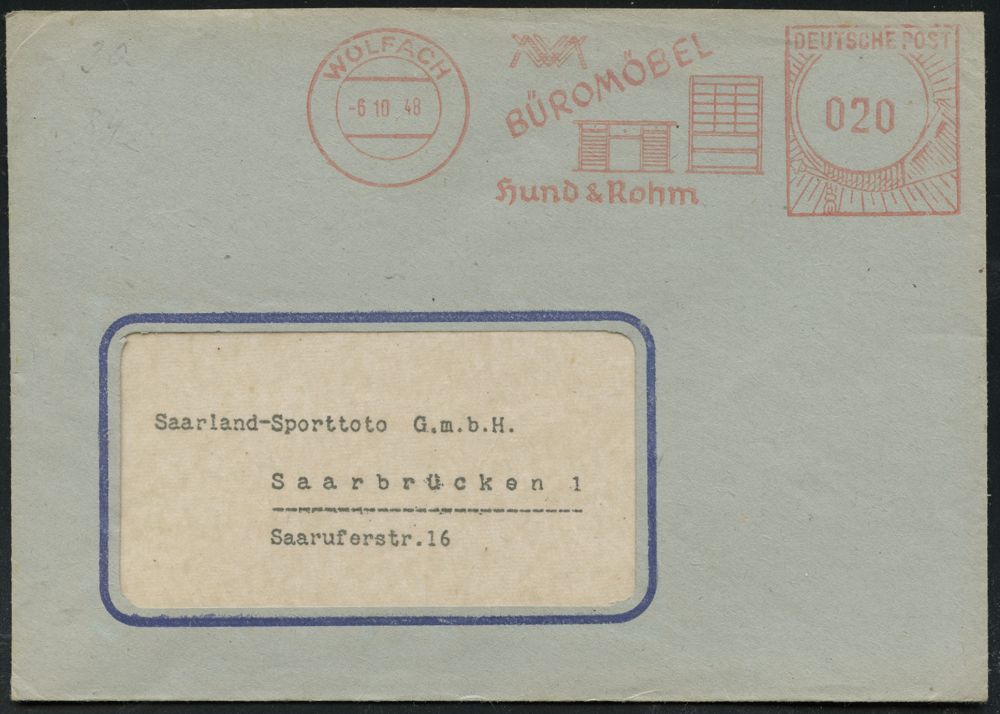 WOLFACH
-6 10. 48
BÜROMÖBEL
Hund & Rohm
DEUTSCHE POST
020
Saarland-Sporttoto G.m.b.H.
Saarbrücken 1
Saaruferstr.16